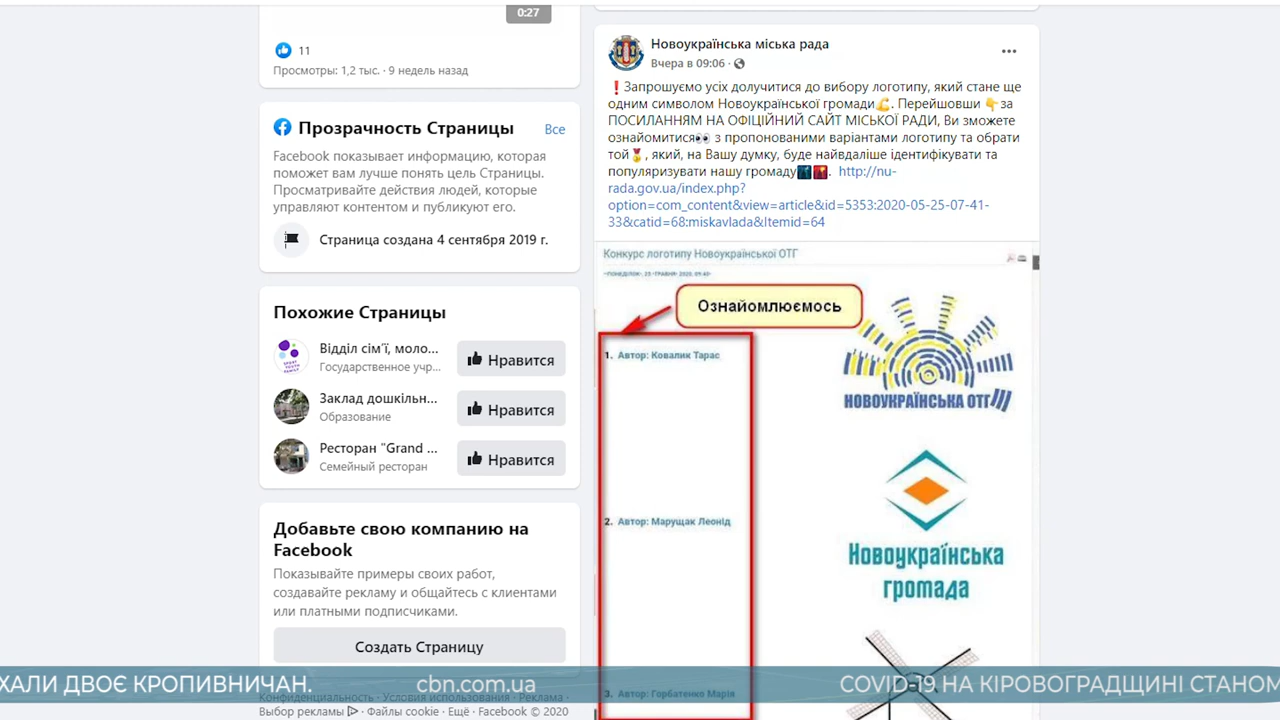 0:27
11
Просмотры: 1,2 тыс. · 9 недель назад
Прозрачность Страницы
Все
Facebook показывает информацию, которая
поможет вам лучше понять цель Страницы.
Просматривайте действия людей, которые
управляют контентом и публикуют его.
Страница создана 4 сентября 2019 г.
Похожие Страницы
Відділ сім'ї, моло...
Государственное учр...
Нравится
Заклад дошкільн...
Образование
Нравится
Ресторан "Grand ...
Семейный ресторан
Нравится
Добавьте свою компанию на
Facebook
Показывайте примеры своих работ,
создавайте рекламу и общайтесь с клиентами
или платными подписчиками.
Создать Страницу
Конфиденциальность · Условия использования · Реклама ·
Выбор рекламы · Файлы cookie · Ещё · Facebook © 2020
Новоукраїнська міська рада
Вчера в 09:06 ·
❗Запрошуємо усіх долучитися до вибору логотипу, який стане ще
одним символом Новоукраїнської громади💪. Перейшовши 👇за
ПОСИЛАННЯМ НА ОФІЦІЙНИЙ САЙТ МІСЬКОЇ РАДИ, Ви зможете
ознайомитися👀 з пропонованими варіантами логотипу та обрати
той🏅, який, на Вашу думку, буде найвдаліше ідентифікувати та
популяризувати нашу громаду🌃🌇. http://nu-
rada.gov.ua/index.php?
option=com_content&view=article&id=5353:2020-05-25-07-41-
33&catid=68:miskavlada&Itemid=64
Конкурс логотипу Новоукраїнської ОТГ
ПОНЕДІЛОК, 25 ТРАВНЯ 2020, 09:40
Ознайомлюємось
1. Автор: Ковалик Тарас
НОВОУКРАЇНСЬКА ОТГ
2. Автор: Марущак Леонід
Новоукраїнська
громада
3. Автор: Горбатенко Марія
ХАЛИ ДВОЄ КРОПИВНИЧАН
cbn.com.ua
COVID-19 НА КІРОВОГРАДЩИНІ СТАНОМ